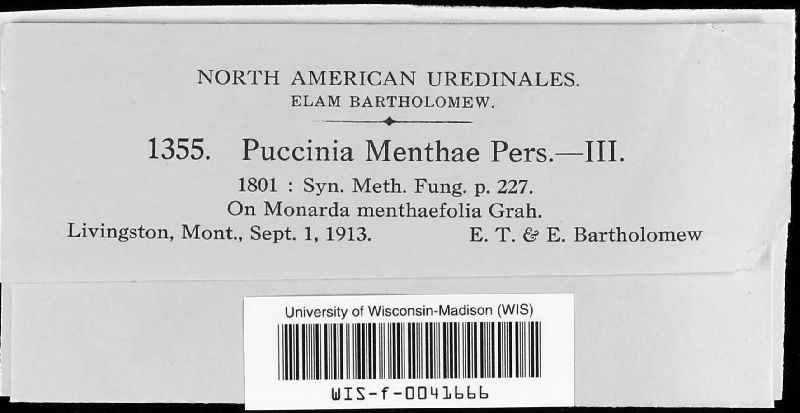 NORTH AMERICAN UREDINALES.
ELAM BARTHOLOMEW.
1355. Puccinia Menthae Pers.—III.
1801 : Syn. Meth. Fung. p. 227.
On Monarda menthaefolia Grah.
Livingston, Mont., Sept. 1, 1913. E. T. & E. Bartholomew
University of Wisconsin-Madison (WIS)
WIS-f-0041666